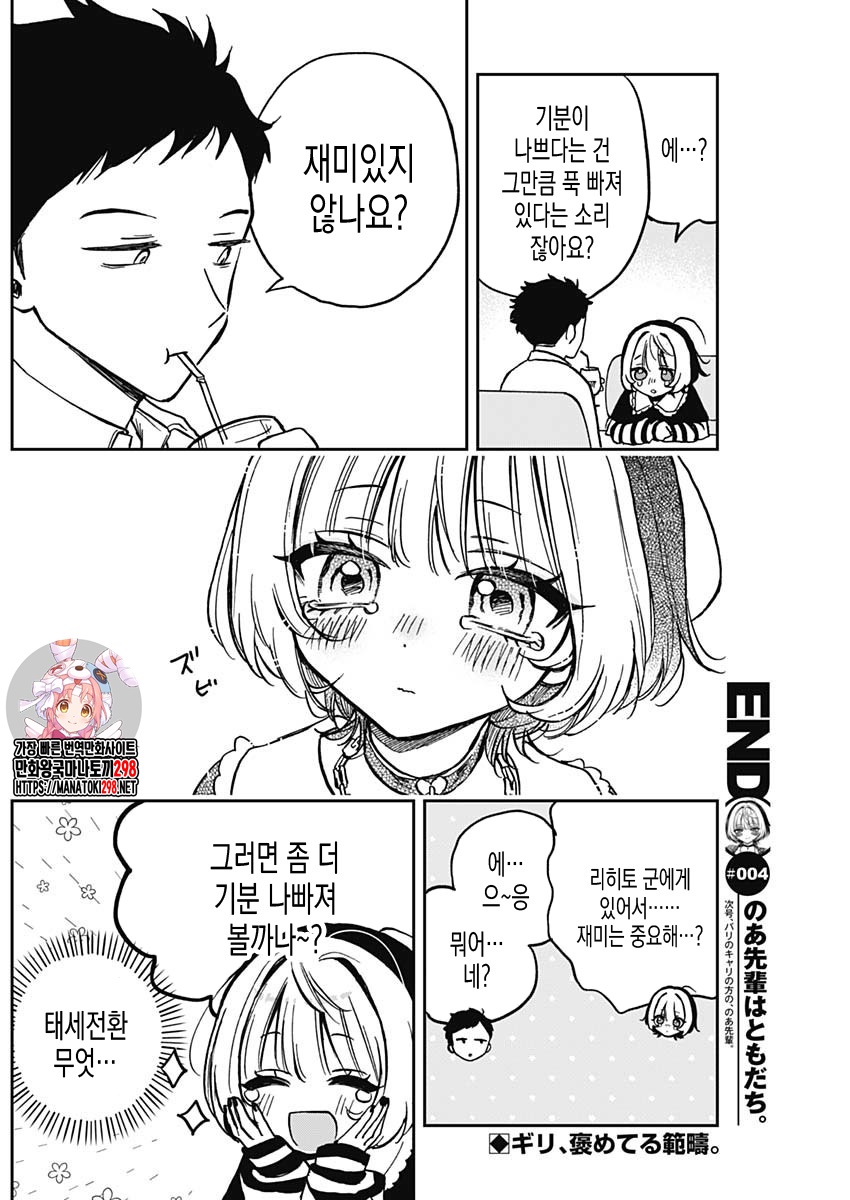 에…?
기분이
나쁘다는 건
그만큼 푹 빠져
있다는 소리
잖아요?
재미있지
않나요?
ズビッ
리히토 군에게
있어서……
재미는 중요해…?
에…
으~응
뭐어…
네?
그러면 좀 더
기분 나빠져
볼까나~?
태세전환
무엇…
가장 빠른 번역만화사이트
만화왕국마나토끼298
HTTPS://MANATOKI298.NET
END
#004
のあ先輩はともだち。
次号、バリのキャリの方の、のあ先輩。
◆ギリ、褒めてる範疇。